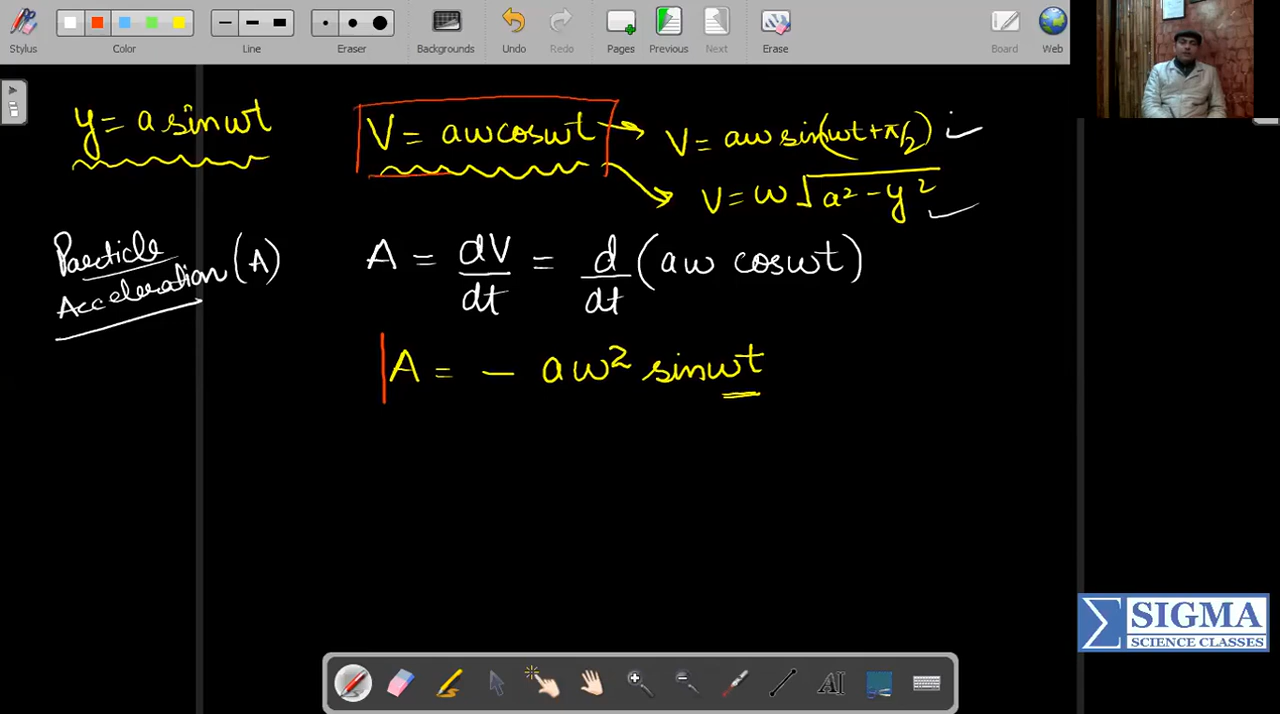 Stylus Color Line Eraser Backgrounds Undo Redo Pages Previous Next Erase Board Web
y = a sinωt
V = aωcosωt
V = aω sin(ωt+π/2)
V = ω√a²-y²
Particle
Acceleration (A)
A = dV/dt = d/dt (aω cosωt)
A = - aω² sinωt
Σ SIGMA
SCIENCE CLASSES
AI